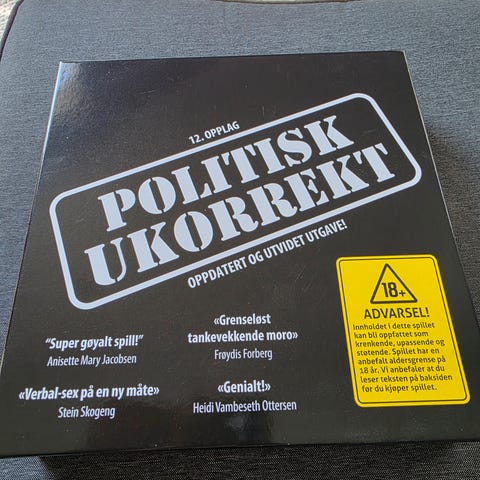 12. OPPLAG
POLITISK
UKORREKT
OPPDATERT OG UTVIDET UTGAVE!
“Super gøyalt spill!”
Anisette Mary Jacobsen
«Grenseløst
tankevekkende moro»
Frøydis Forberg
«Verbal-sex på en ny måte»
Stein Skogeng
«Genialt!»
Heidi Vambeseth Ottersen
18+
ADVARSEL!
Innholdet i dette spillet
kan bli oppfattet som
krenkende, upassende og
støtende. Spillet har en
anbefalt aldersgrense på
18 år. Vi anbefaler at du
leser teksten på baksiden
før du kjøper spillet.